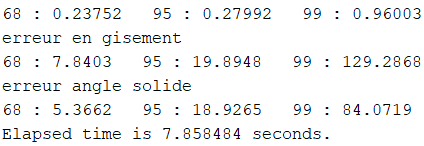 68 : 0.23752   95 : 0.27992   99 : 0.96003
erreur en gisement
68 : 7.8403   95 : 19.8948   99 : 129.2868
erreur angle solide
68 : 5.3662   95 : 18.9265   99 : 84.0719
Elapsed time is 7.858484 seconds.